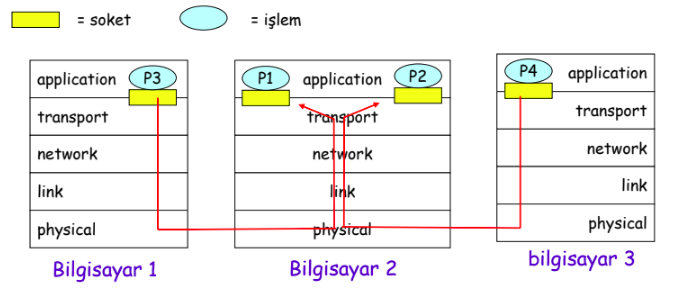 = soket
= işlem
application
P3
transport
network
link
physical
Bilgisayar 1
P1
application
P2
transport
network
link
physical
Bilgisayar 2
P4
application
transport
network
link
physical
bilgisayar 3